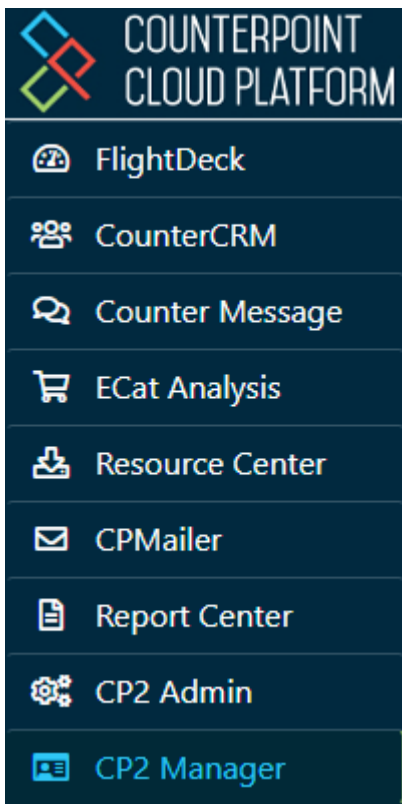 COUNTERPOINT
CLOUD PLATFORM
FlightDeck
CounterCRM
Counter Message
ECat Analysis
Resource Center
CPMailer
Report Center
CP2 Admin
CP2 Manager